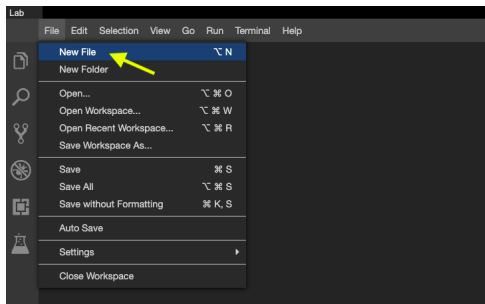 Lab
File Edit Selection View Go Run Terminal Help
New File ⌥ N
New Folder
Open... ⌥ ⌘ O
Open Workspace... ⌥ ⌘ W
Open Recent Workspace... ⌥ ⌘ R
Save Workspace As...
Save ⌘ S
Save All ⌥ ⌘ S
Save without Formatting ⌘ K, S
Auto Save
Settings
Close Workspace